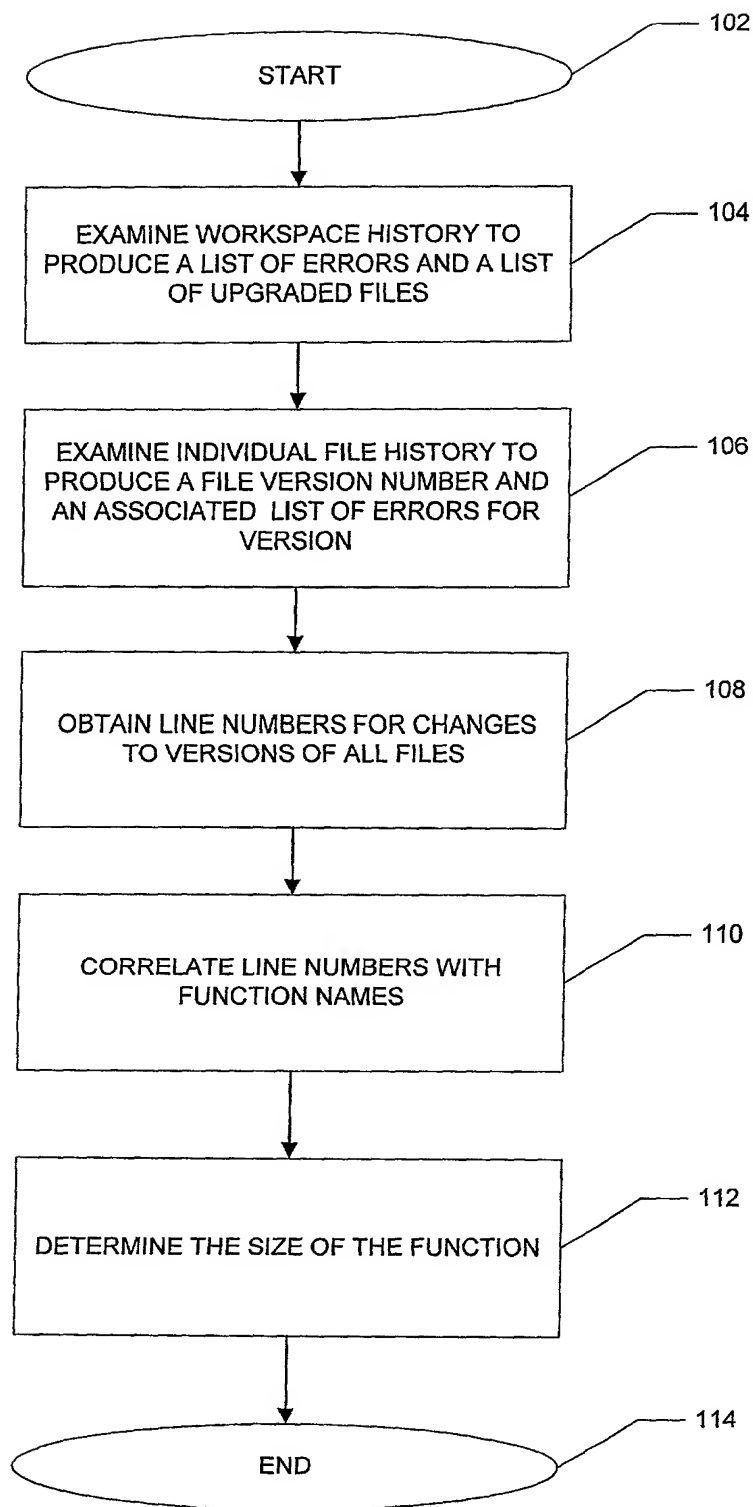 102
START
104
EXAMINE WORKSPACE HISTORY TO
PRODUCE A LIST OF ERRORS AND A LIST
OF UPGRADED FILES
106
EXAMINE INDIVIDUAL FILE HISTORY TO
PRODUCE A FILE VERSION NUMBER AND
AN ASSOCIATED LIST OF ERRORS FOR
VERSION
108
OBTAIN LINE NUMBERS FOR CHANGES
TO VERSIONS OF ALL FILES
110
CORRELATE LINE NUMBERS WITH
FUNCTION NAMES
112
DETERMINE THE SIZE OF THE FUNCTION
114
END